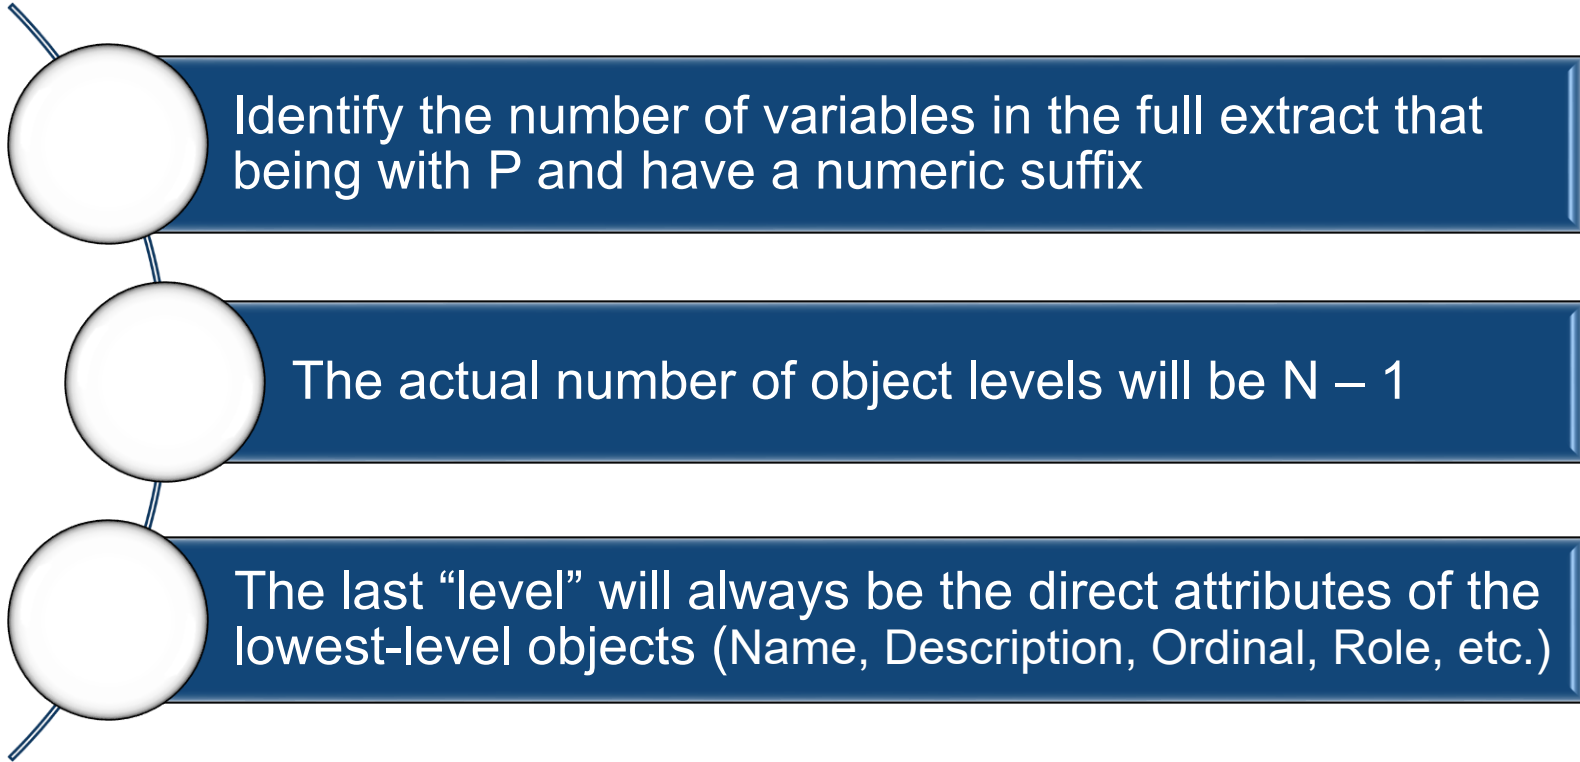 Identify the number of variables in the full extract that
being with P and have a numeric suffix
The actual number of object levels will be N – 1
The last “level” will always be the direct attributes of the
lowest-level objects (Name, Description, Ordinal, Role, etc.)